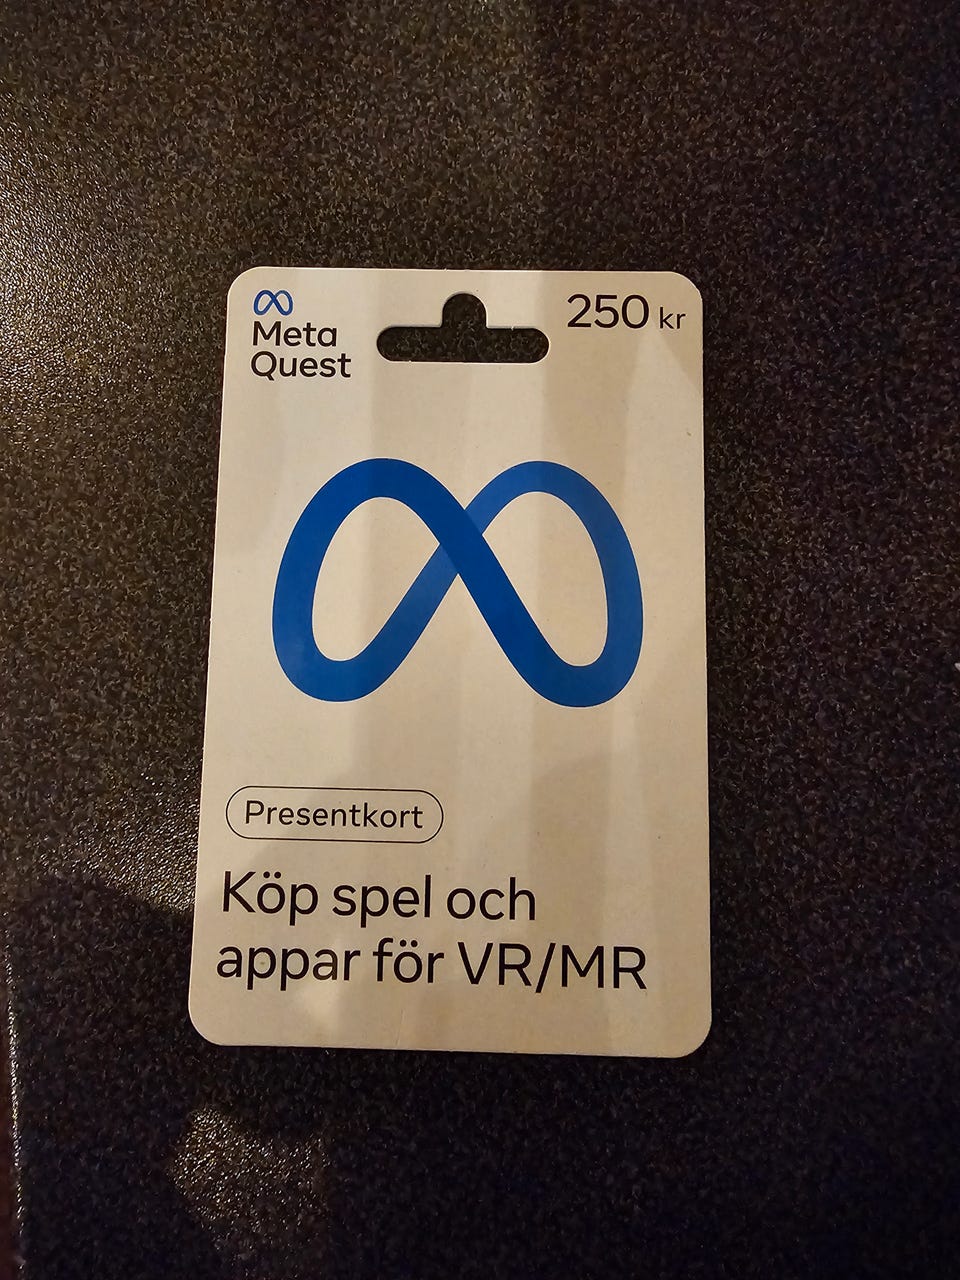 Meta
Quest
250 kr
Presentkort
Köp spel och
appar för VR/MR